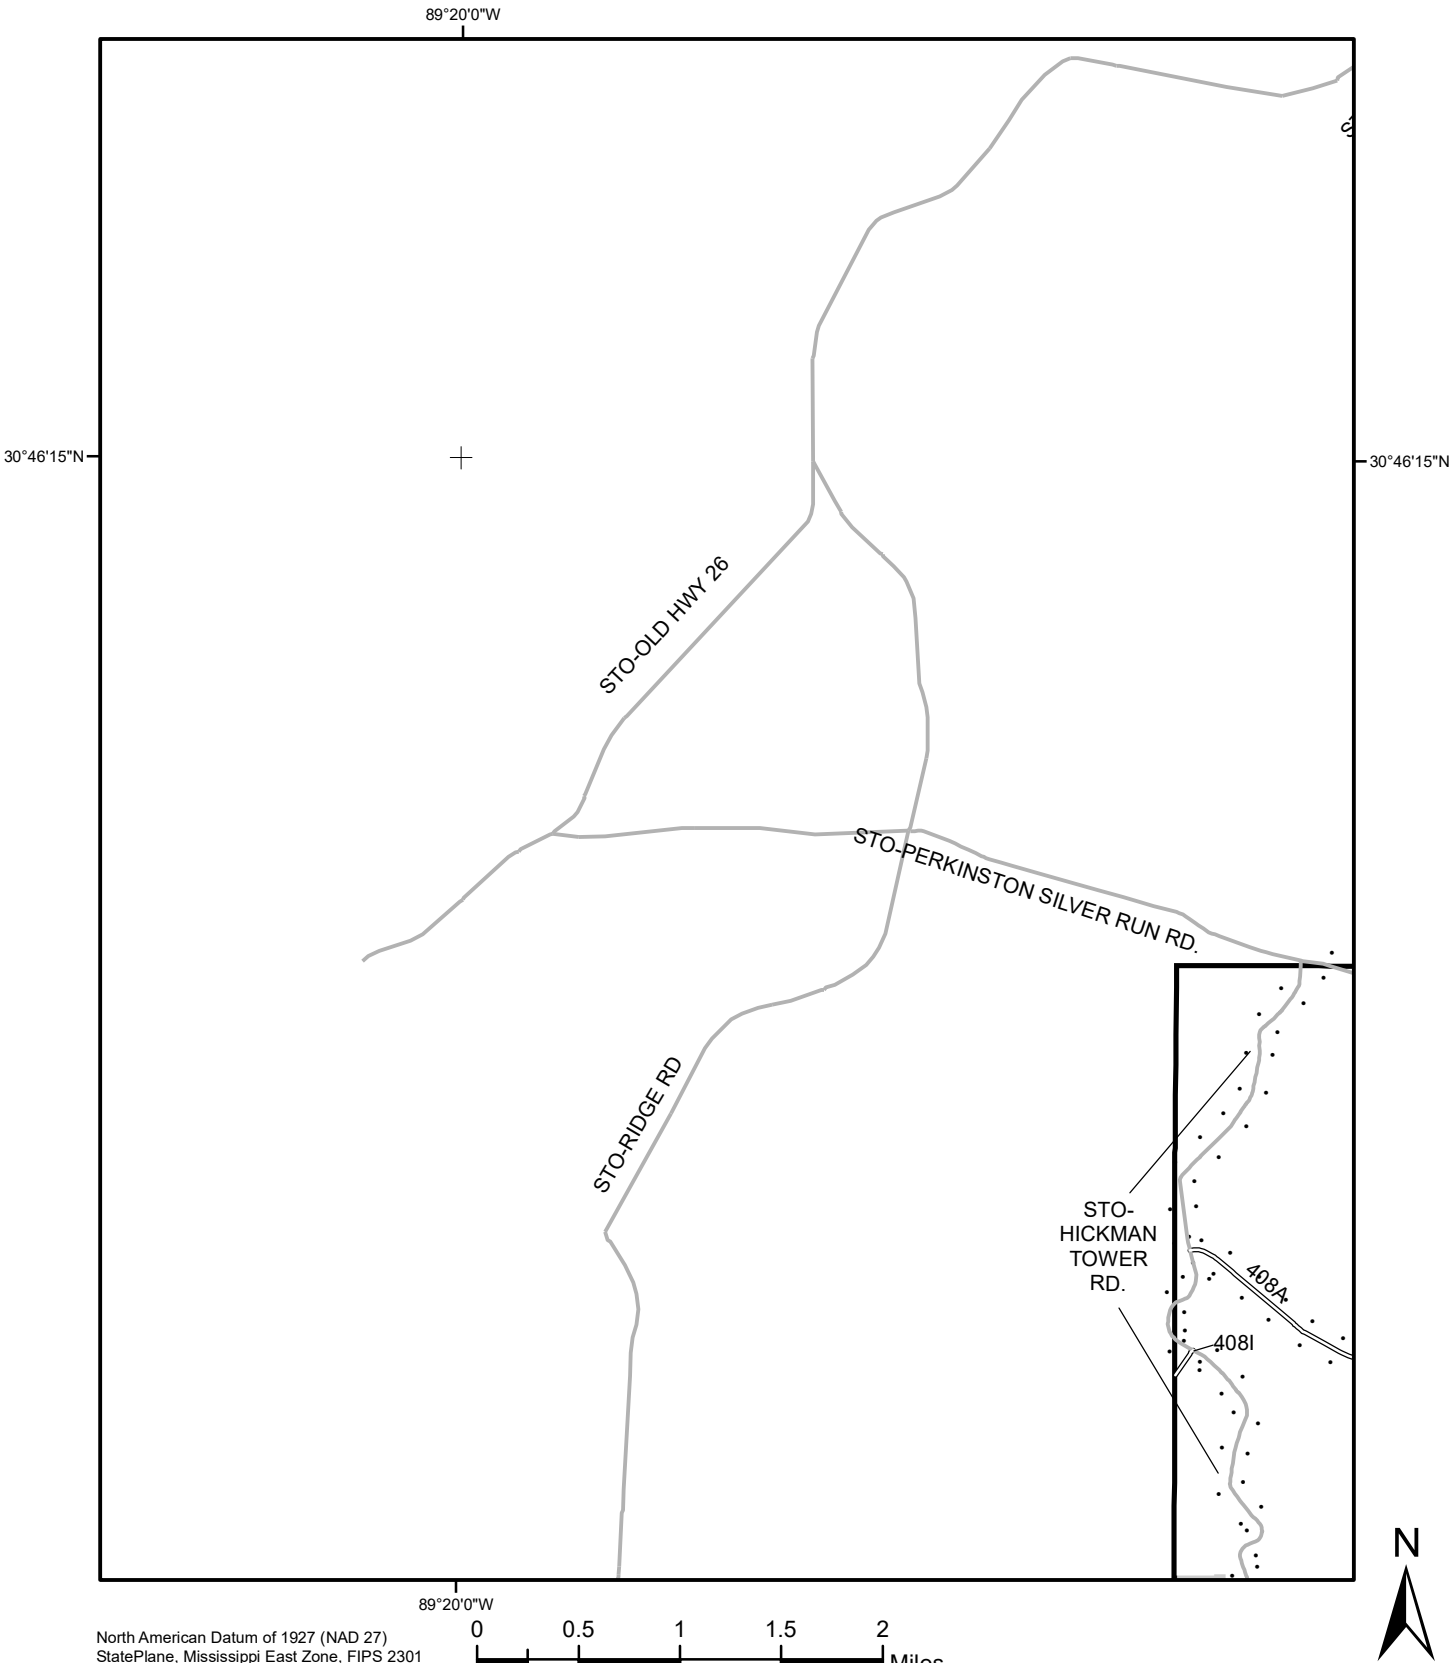 89°20'0"W
30°46'15"N
30°46'15"N
STO-OLD HWY 26
STO-PERKINSTON SILVER RUN RD.
STO-RIDGE RD
STO-
HICKMAN
TOWER
RD.
408A
408I
N
89°20'0"W
0 0.5 1 1.5 2
Miles
North American Datum of 1927 (NAD 27)
StatePlane, Mississippi East Zone, FIPS 2301